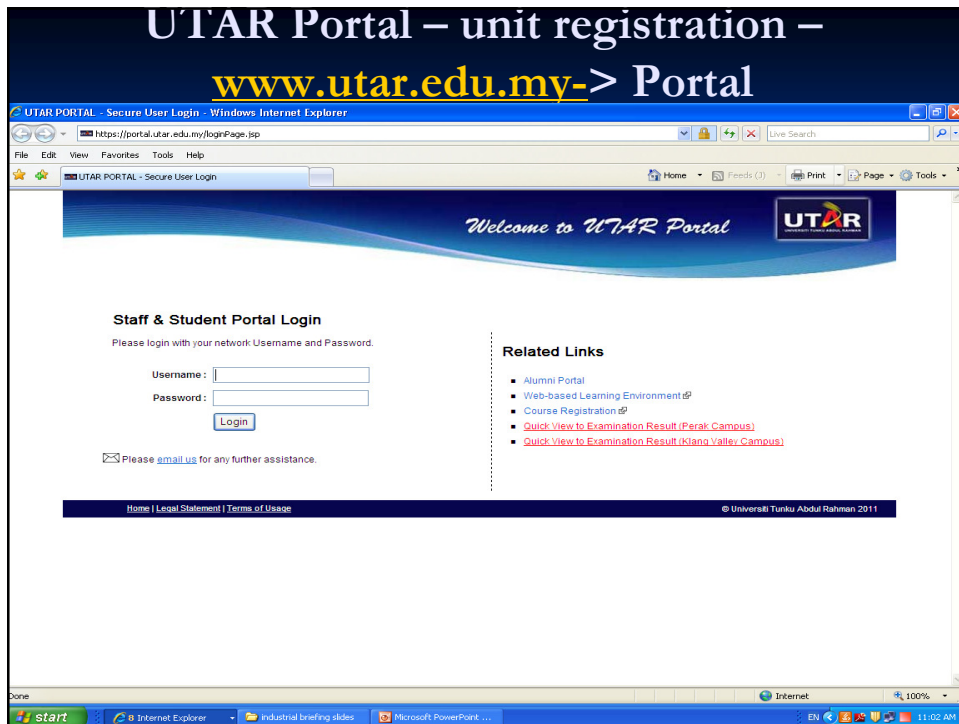 UTAR Portal – unit registration –
www.utar.edu.my-> Portal
UTAR PORTAL - Secure User Login - Windows Internet Explorer
https://portal.utar.edu.my/loginPage.jsp
Live Search
File Edit View Favorites Tools Help
UTAR PORTAL - Secure User Login
Home Feeds (J) Print Page Tools
Welcome to UTAR Portal
UTAR
UNIVERSITI TUNKU ABDUL RAHMAN
Staff & Student Portal Login
Please login with your network Username and Password.
Username :
Password :
Login
Please email us for any further assistance.
Related Links
Alumni Portal
Web-based Learning Environment
Course Registration
Quick View to Examination Result (Perak Campus)
Quick View to Examination Result (Klang Valley Campus)
Home | Legal Statement | Terms of Usage
© Universiti Tunku Abdul Rahman 2011
Done
Internet
100%
start
8 Internet Explorer
industrial briefing slides
Microsoft PowerPoint ...
EN
11:02 AM